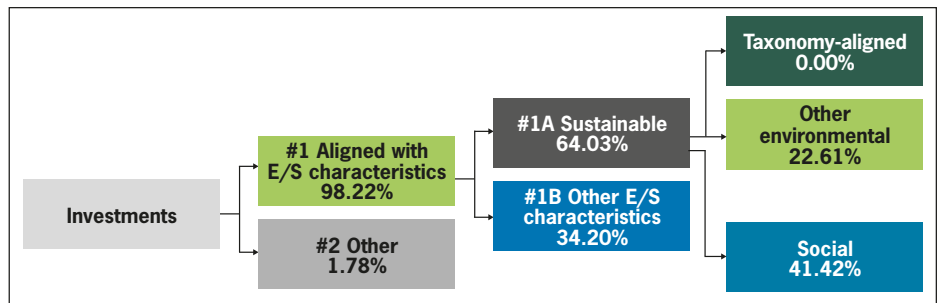 Investments
#1 Aligned with
E/S characteristics
98.22%
#2 Other
1.78%
#1A Sustainable
64.03%
#1B Other E/S
characteristics
34.20%
Taxonomy-aligned
0.00%
Other
environmental
22.61%
Social
41.42%